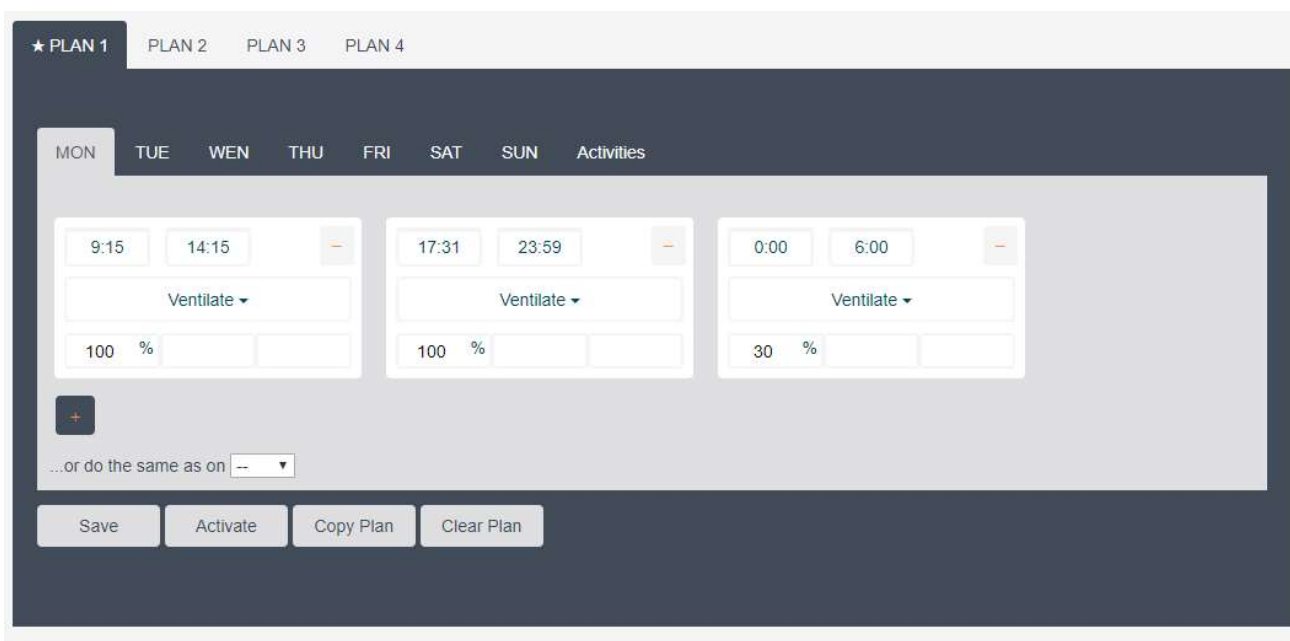 ★ PLAN 1 PLAN 2 PLAN 3 PLAN 4
MON TUE WEN THU FRI SAT SUN Activities
9:15 14:15 − 17:31 23:59 − 0:00 6:00 −
Ventilate Ventilate Ventilate
100 % 100 % 30 %
+
...or do the same as on --
Save Activate Copy Plan Clear Plan